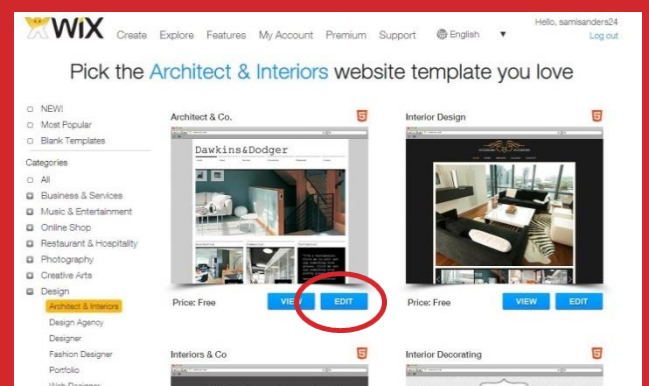 WiX Create Explore Features My Account Premium Support English ▼
Hello, samisanders24
Log out
Pick the Architect & Interiors website template you love
NEW!
Most Popular
Blank Templates
Categories
All
Business & Services
Music & Entertainment
Online Shop
Restaurant & Hospitality
Photography
Creative Arts
Design
Architect & Interiors
Design Agency
Designer
Fashion Designer
Portfolio
Web Designer
Architect & Co.
Dawkins&Dodger
Price: Free VIEW EDIT
Interior Design
Price: Free VIEW EDIT
Interiors & Co
Interior Decorating